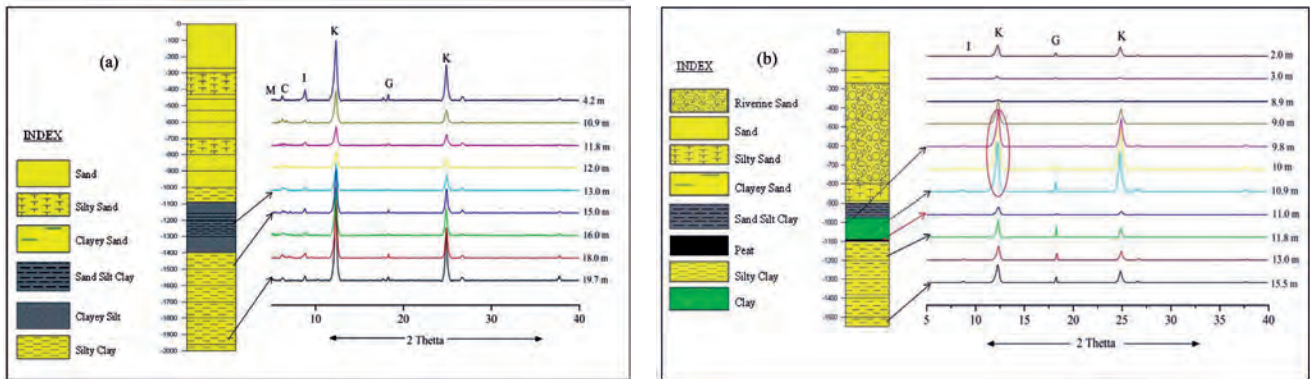 (a)
INDEX
Sand
Silty Sand
Clayey Sand
Sand Silt Clay
Clayey Silt
Silty Clay
0
-100
-200
-300
-400
-500
-600
-700
-800
-900
-1000
-1100
-1200
-1300
-1400
-1500
-1600
-1700
-1800
-1900
-2000
M C I K G K
4.2 m
10.9 m
11.8 m
12.0 m
13.0 m
15.0 m
16.0 m
18.0 m
19.7 m
10 20 30 40
2 Thetta
(b)
INDEX
Riverine Sand
Sand
Silty Sand
Clayey Sand
Sand Silt Clay
Peat
Silty Clay
Clay
0
-100
-200
-300
-400
-500
-600
-700
-800
-900
-1000
-1100
-1200
-1300
-1400
-1500
I K G K
2.0 m
3.0 m
8.9 m
9.0 m
9.8 m
10 m
10.9 m
11.0 m
11.8 m
13.0 m
15.5 m
5 10 15 20 25 30 35 40
2 Thetta